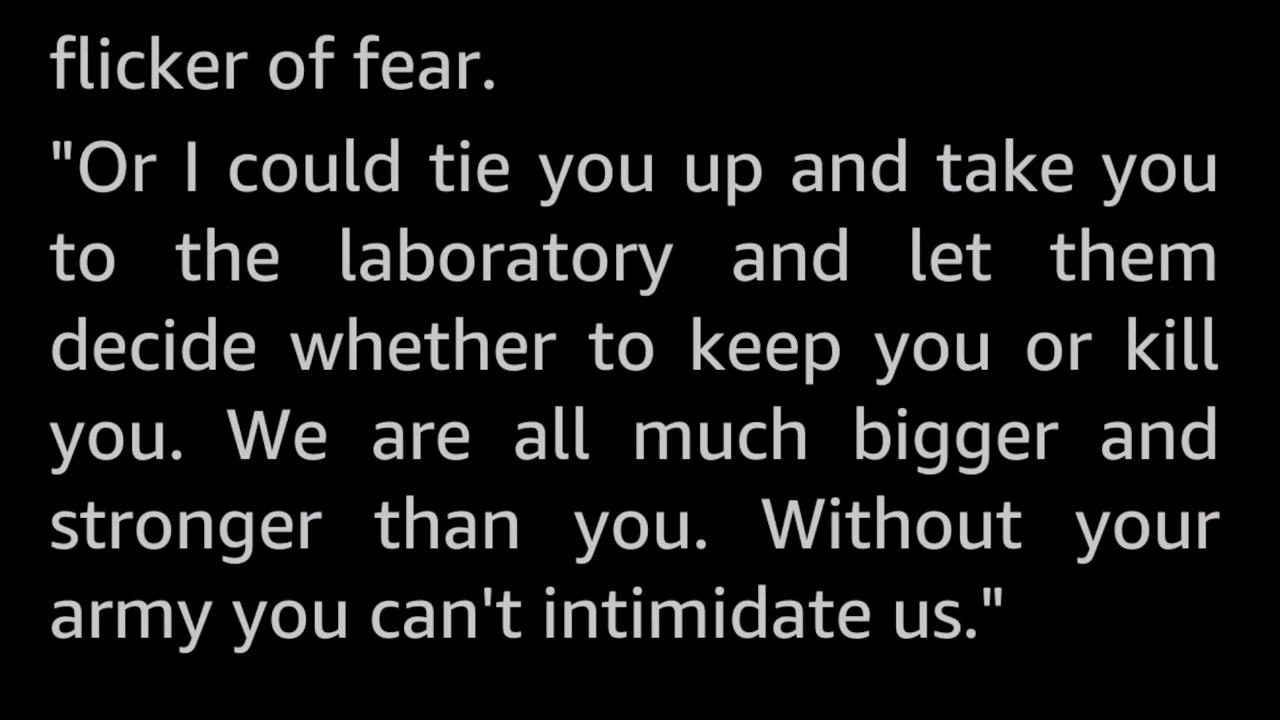 flicker of fear.
"Or I could tie you up and take you
to the laboratory and let them
decide whether to keep you or kill
you. We are all much bigger and
stronger than you. Without your
army you can't intimidate us."